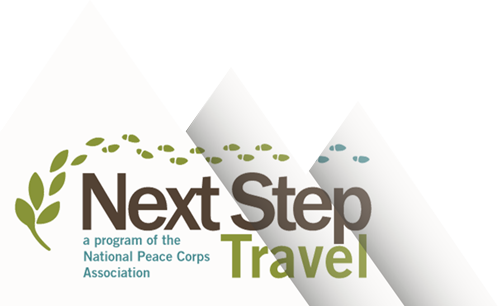 Next Step
Travel
a program of the
National Peace Corps
Association